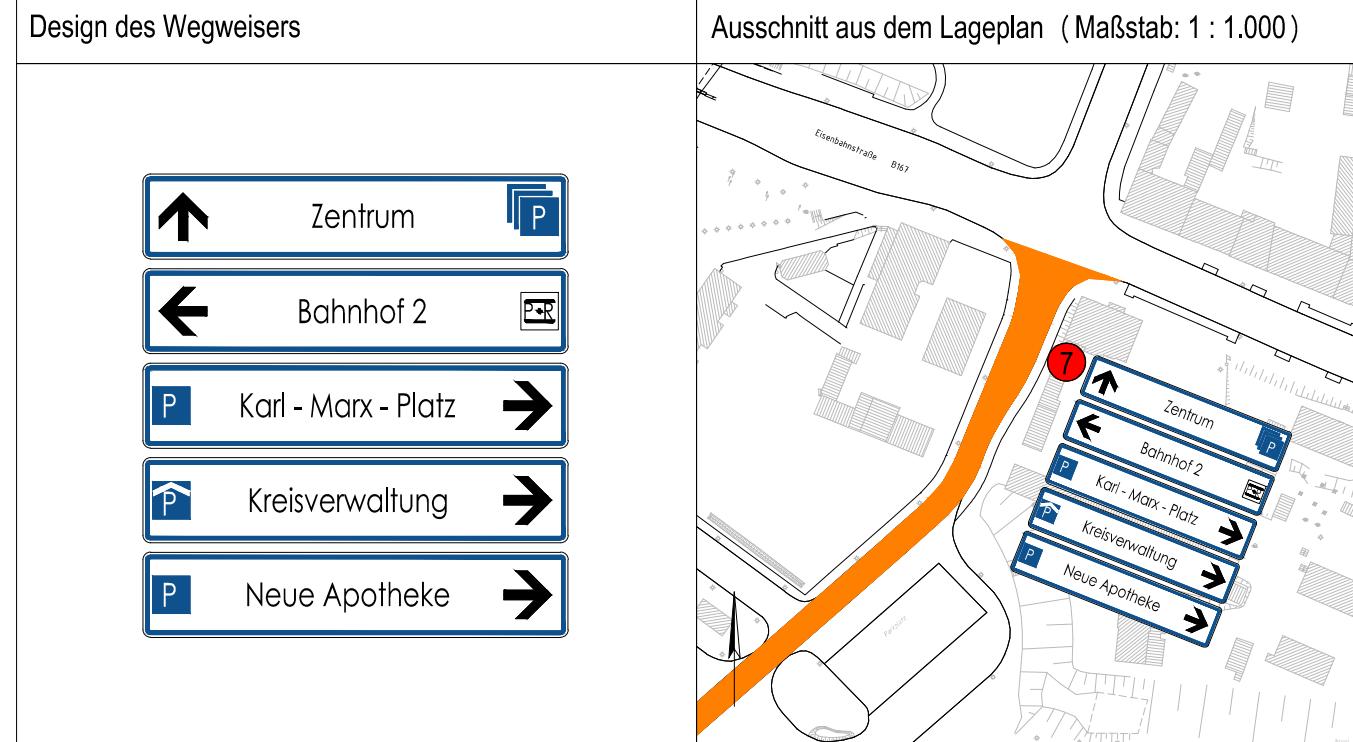 Design des Wegweisers
Ausschnitt aus dem Lageplan (Maßstab: 1 : 1.000)
Zentrum P
Bahnhof 2 P+R
P Karl - Marx - Platz
P Kreisverwaltung
P Neue Apotheke
Eisenbahnstraße B167
7
Zentrum P
Bahnhof 2
P Karl - Marx - Platz
P Kreisverwaltung
P Neue Apotheke
Parkplatz